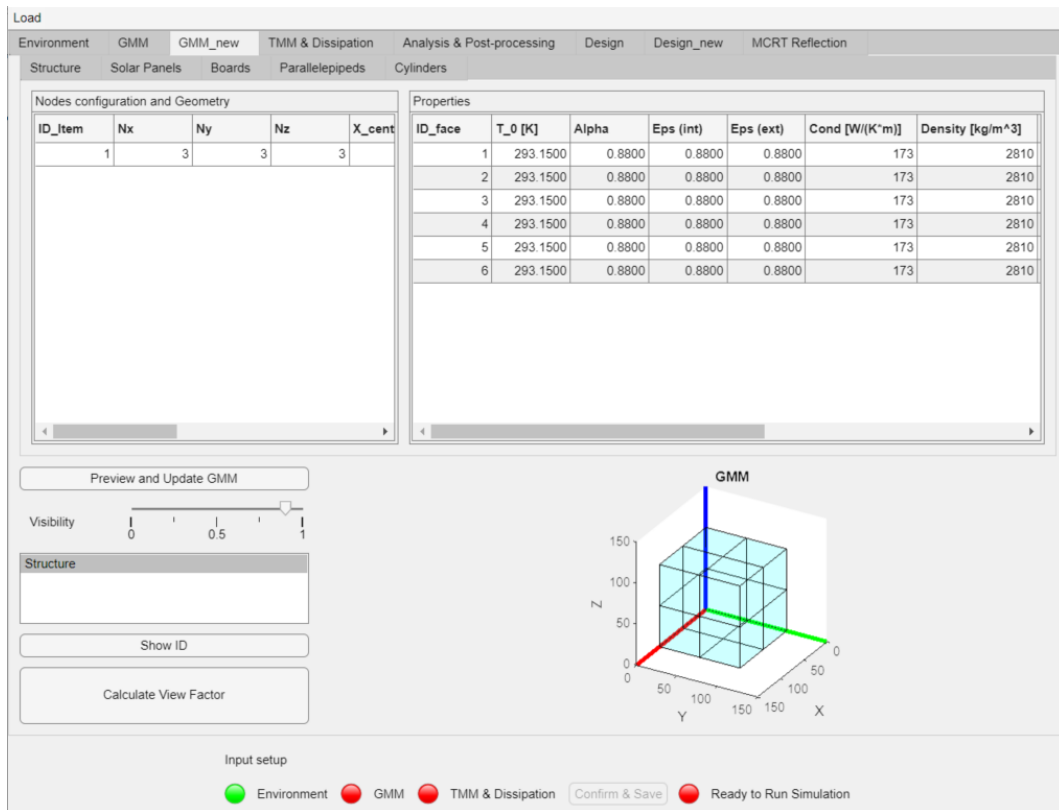 Load
Environment GMM GMM_new TMM & Dissipation Analysis & Post-processing Design Design_new MCRT Reflection
Structure Solar Panels Boards Parallelepipeds Cylinders
Nodes configuration and Geometry
ID_Item Nx Ny Nz X_cent
1 3 3 3
Properties
ID_face T_0 [K] Alpha Eps (int) Eps (ext) Cond [W/(K*m)] Density [kg/m^3]
1 293.1500 0.8800 0.8800 0.8800 173 2810
2 293.1500 0.8800 0.8800 0.8800 173 2810
3 293.1500 0.8800 0.8800 0.8800 173 2810
4 293.1500 0.8800 0.8800 0.8800 173 2810
5 293.1500 0.8800 0.8800 0.8800 173 2810
6 293.1500 0.8800 0.8800 0.8800 173 2810
Preview and Update GMM
Visibility
0 0.5 1
Structure
Show ID
Calculate View Factor
GMM
150
100
50
0
Z
0 50 100 150
Y
150 100 50 0
X
Input setup
Environment GMM TMM & Dissipation Confirm & Save Ready to Run Simulation